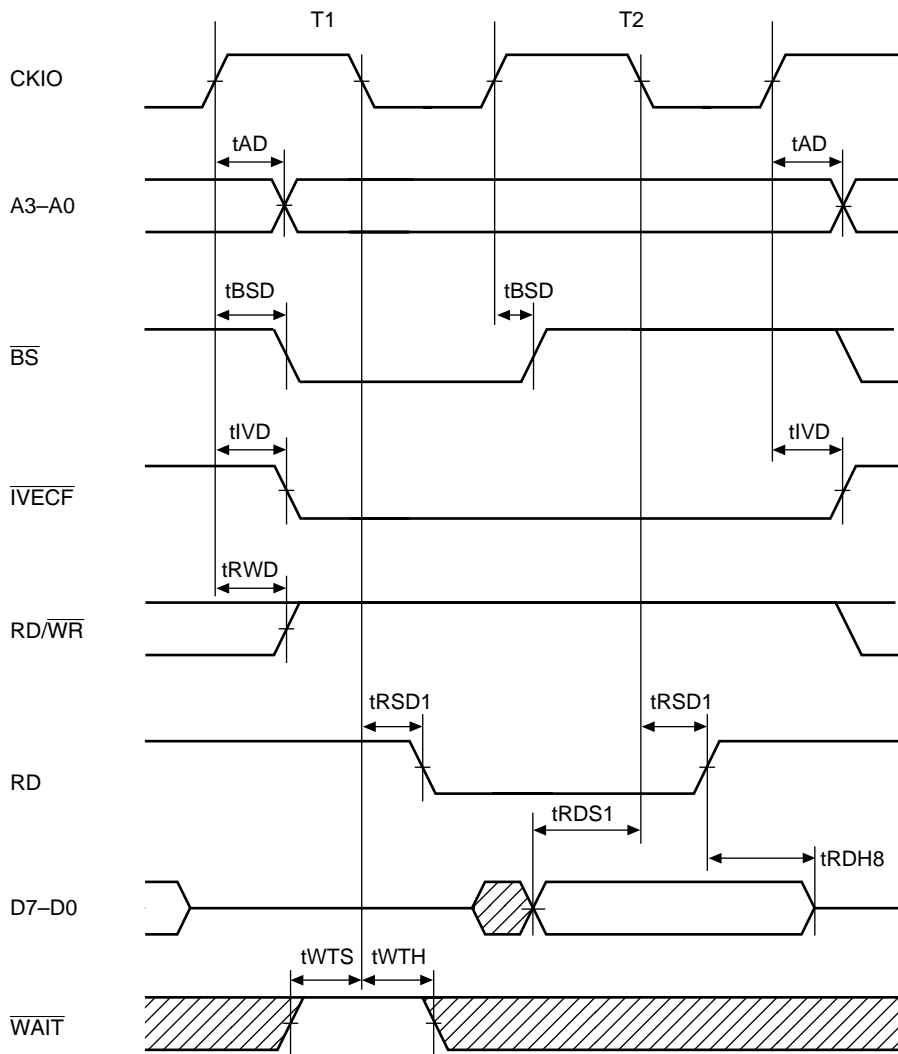 T1 T2
CKIO
tAD tAD
A3–A0
tBSD tBSD
BS
tIVD tIVD
IVECF
tRWD
RD/WR
tRSD1 tRSD1
RD
tRDS1
tRDH8
D7–D0
tWTS tWTH
WAIT